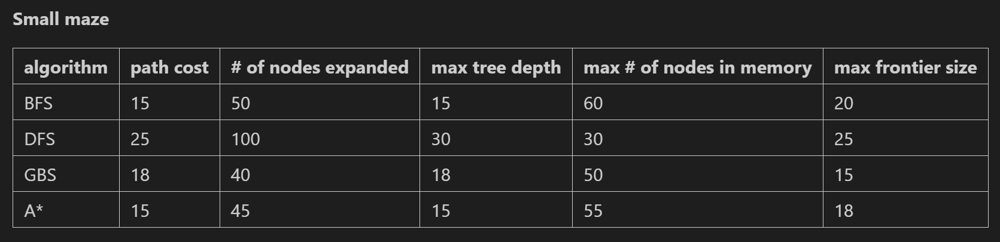 Small maze
algorithm path cost # of nodes expanded max tree depth max # of nodes in memory max frontier size
BFS 15 50 15 60 20
DFS 25 100 30 30 25
GBS 18 40 18 50 15
A* 15 45 15 55 18